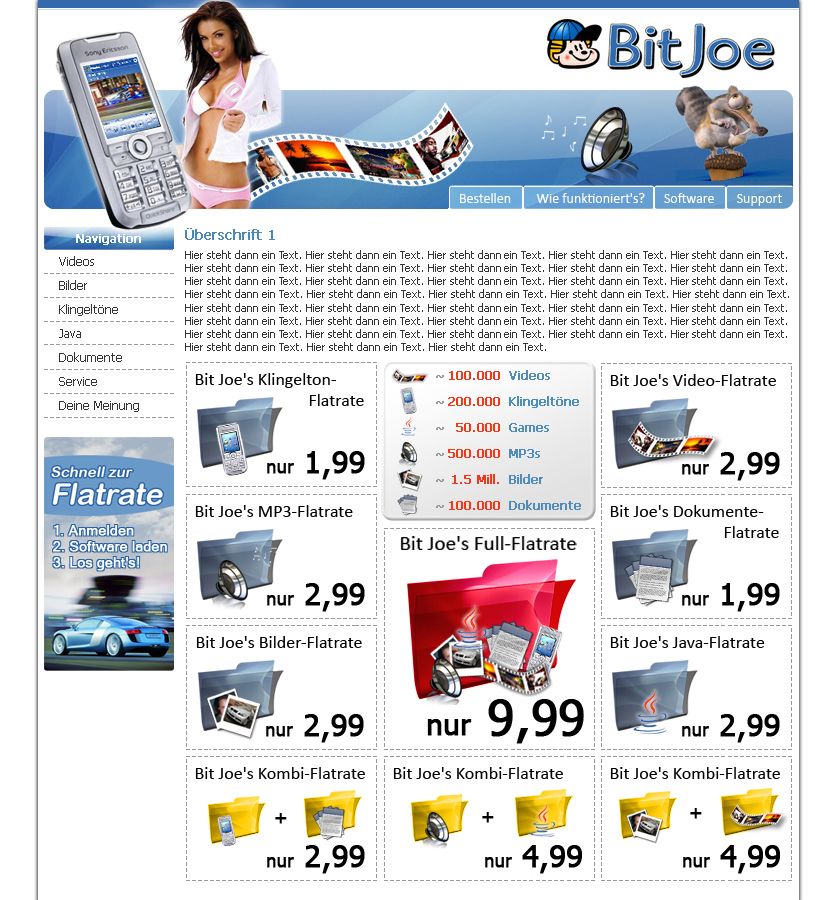 Sony Ericsson
BitJoe
Bestellen
Wie funktioniert's?
Software
Support
Navigation
Videos
Bilder
Klingeltöne
Java
Dokumente
Service
Deine Meinung
Schnell zur
Flatrate
1. Anmelden
2. Software laden
3. Los geht's!
Überschrift 1
Hier steht dann ein Text. Hier steht dann ein Text. Hier steht dann ein Text. Hier steht dann ein Text. Hier steht dann ein Text.
Hier steht dann ein Text. Hier steht dann ein Text. Hier steht dann ein Text. Hier steht dann ein Text. Hier steht dann ein Text.
Hier steht dann ein Text. Hier steht dann ein Text. Hier steht dann ein Text. Hier steht dann ein Text. Hier steht dann ein Text.
Hier steht dann ein Text. Hier steht dann ein Text. Hier steht dann ein Text. Hier steht dann ein Text. Hier steht dann ein Text.
Hier steht dann ein Text. Hier steht dann ein Text. Hier steht dann ein Text. Hier steht dann ein Text. Hier steht dann ein Text.
Hier steht dann ein Text. Hier steht dann ein Text. Hier steht dann ein Text. Hier steht dann ein Text. Hier steht dann ein Text.
Hier steht dann ein Text. Hier steht dann ein Text. Hier steht dann ein Text. Hier steht dann ein Text. Hier steht dann ein Text.
Hier steht dann ein Text. Hier steht dann ein Text. Hier steht dann ein Text.
Bit Joe's Klingelton-
Flatrate
nur 1,99
~ 100.000 Videos
~ 200.000 Klingeltöne
~ 50.000 Games
~ 500.000 MP3s
~ 1.5 Mill. Bilder
~ 100.000 Dokumente
Bit Joe's Video-Flatrate
nur 2,99
Bit Joe's MP3-Flatrate
nur 2,99
Bit Joe's Full-Flatrate
nur 9,99
Bit Joe's Dokumente-
Flatrate
nur 1,99
Bit Joe's Bilder-Flatrate
nur 2,99
Bit Joe's Java-Flatrate
nur 2,99
Bit Joe's Kombi-Flatrate
+
nur 2,99
Bit Joe's Kombi-Flatrate
+
nur 4,99
Bit Joe's Kombi-Flatrate
+
nur 4,99